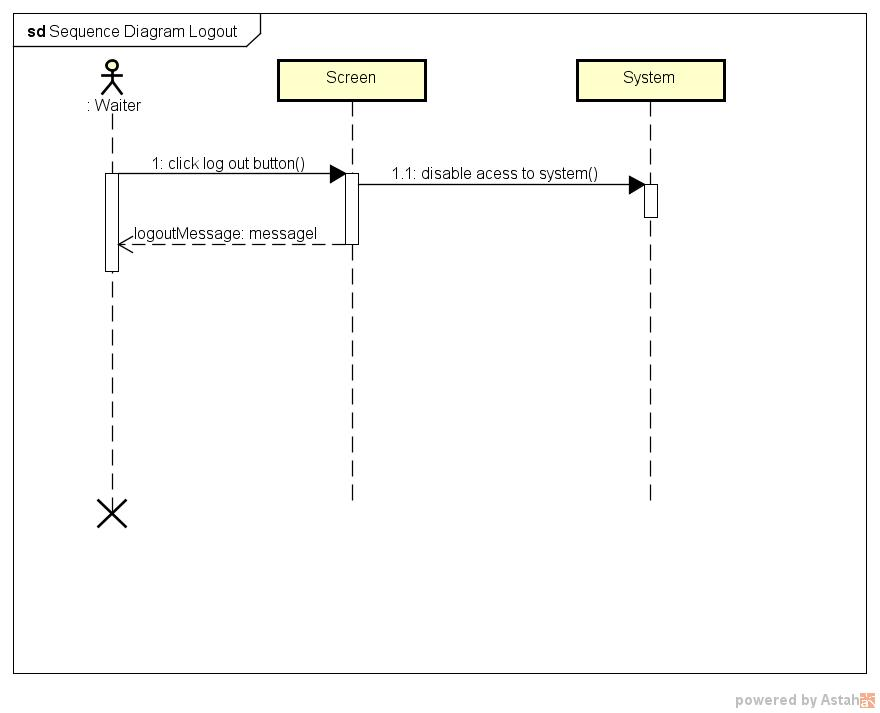 sd Sequence Diagram Logout
: Waiter
Screen
System
1: click log out button()
1.1: disable acess to system()
logoutMessage: messagel
powered by Astah